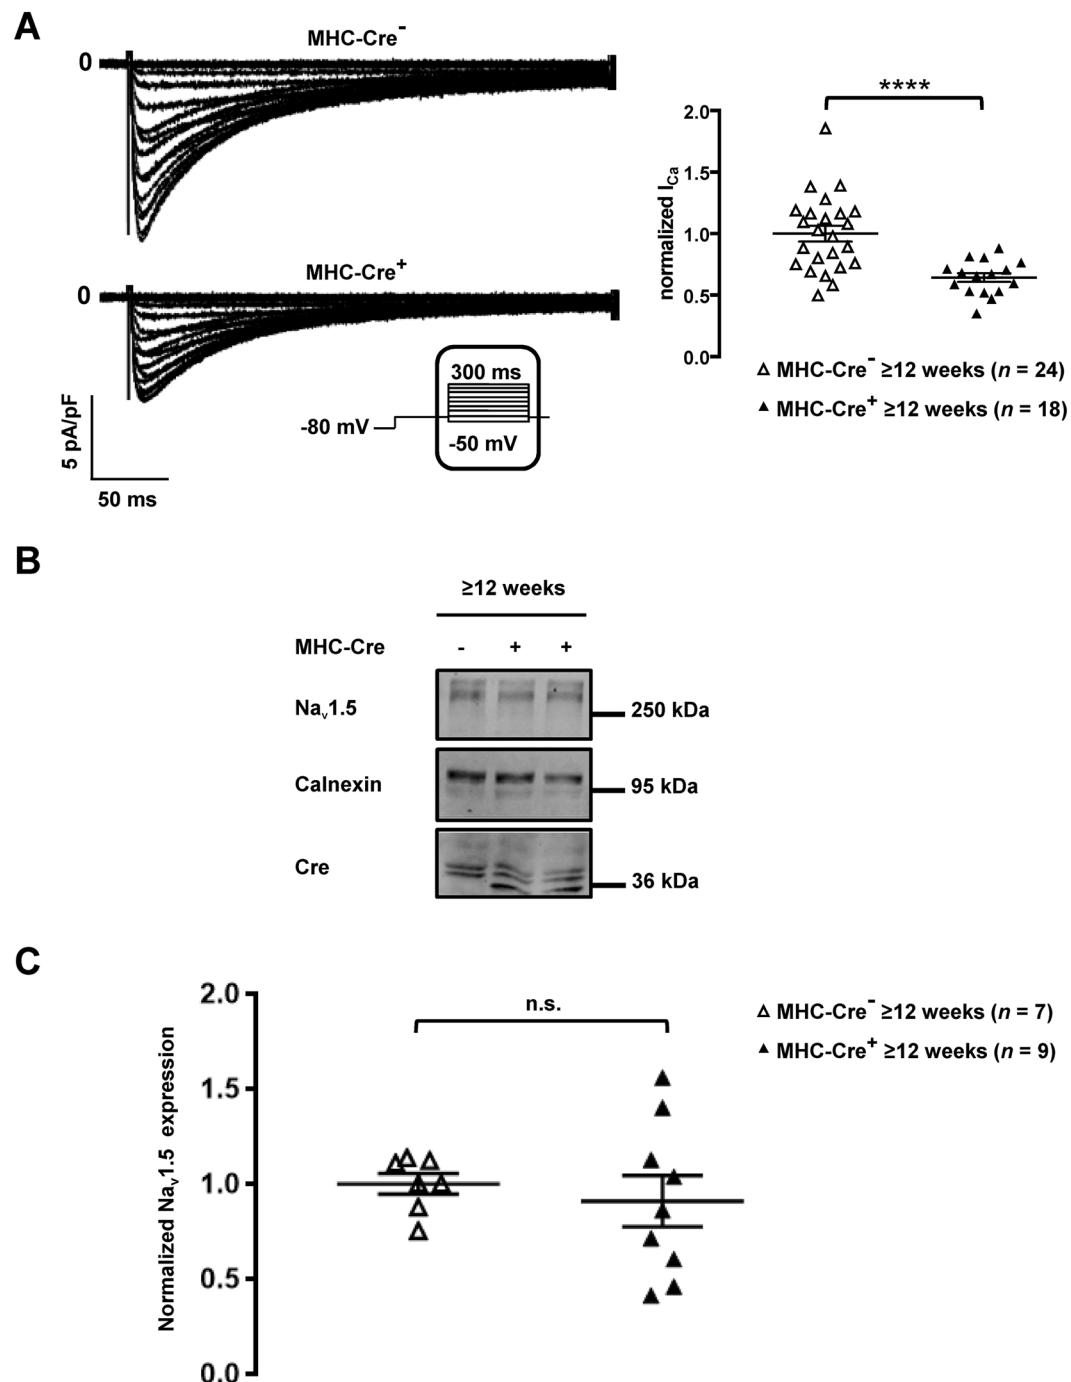 A
MHC-Cre⁻
0
MHC-Cre⁺
0
300 ms
-80 mV
-50 mV
5 pA/pF
50 ms
****
normalized I_Ca
2.0
1.5
1.0
0.5
0.0
△ MHC-Cre⁻ ≥12 weeks (n = 24)
▲ MHC-Cre⁺ ≥12 weeks (n = 18)
B
≥12 weeks
MHC-Cre - + +
Naᵥ1.5 250 kDa
Calnexin 95 kDa
Cre 36 kDa
C
Normalized Naᵥ1.5 expression
2.0
1.5
1.0
0.5
0.0
n.s.
△ MHC-Cre⁻ ≥12 weeks (n = 7)
▲ MHC-Cre⁺ ≥12 weeks (n = 9)